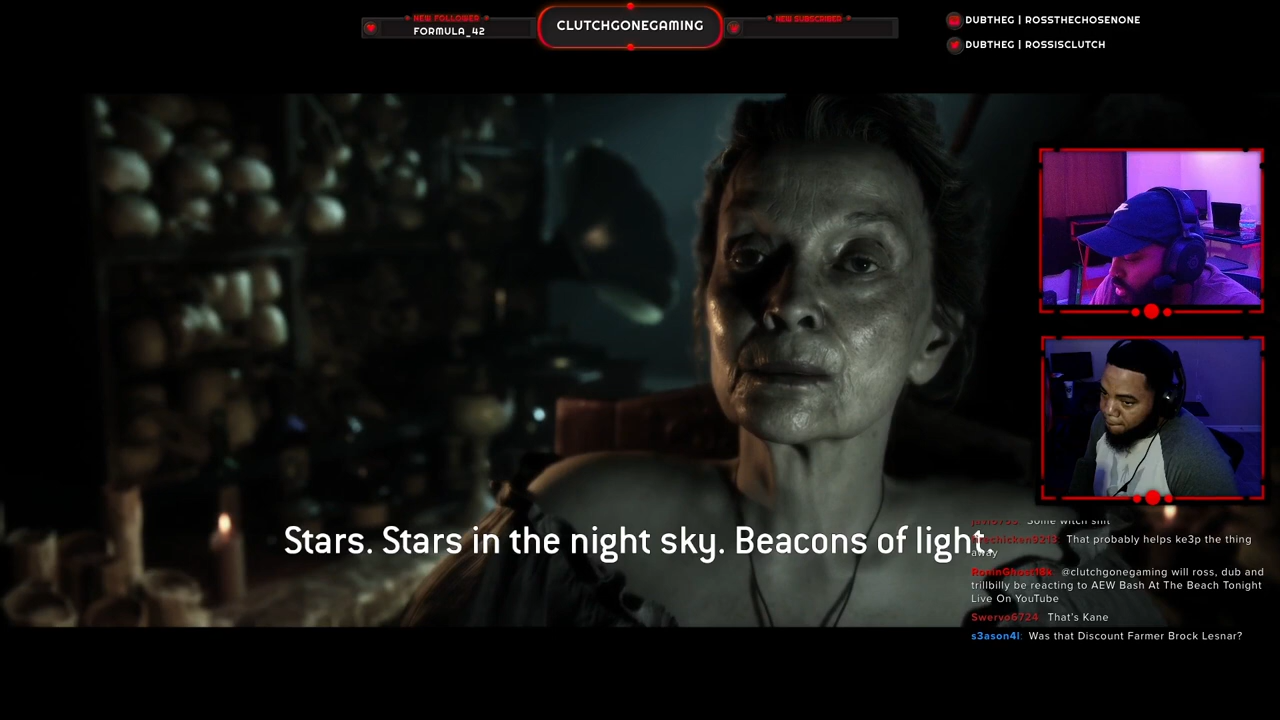 NEW FOLLOWER
FORMULA_42
CLUTCHGONEGAMING
NEW SUBSCRIBER
DUBTHEG | ROSSTHECHOSENONE
DUBTHEG | ROSSISCLUTCH
Stars. Stars in the night sky. Beacons of light.
Some witch shit
That probably helps ke3p the thing
away
RoninGhost18k: @clutchgonegaming will ross, dub and
trillbilly be reacting to AEW Bash At The Beach Tonight
Live On YouTube
Swervo6724: That's Kane
s3ason4l: Was that Discount Farmer Brock Lesnar?